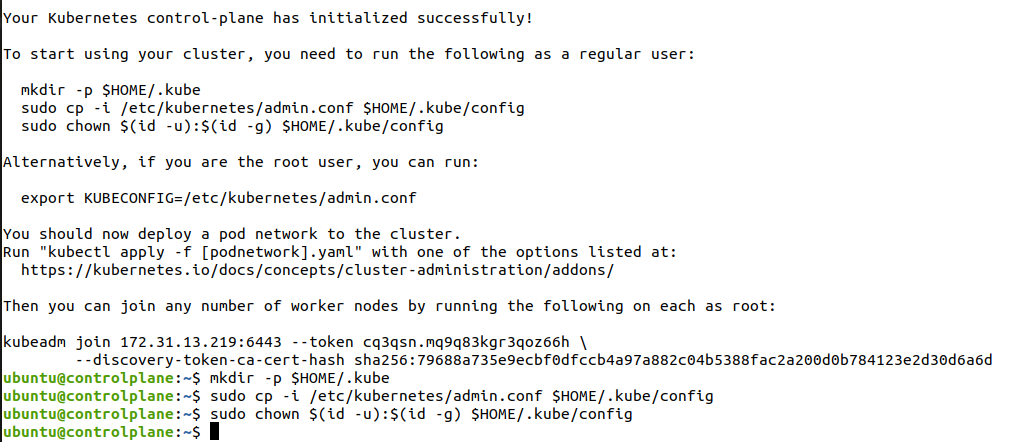 Your Kubernetes control-plane has initialized successfully!
To start using your cluster, you need to run the following as a regular user:
mkdir -p $HOME/.kube
sudo cp -i /etc/kubernetes/admin.conf $HOME/.kube/config
sudo chown $(id -u):$(id -g) $HOME/.kube/config
Alternatively, if you are the root user, you can run:
export KUBECONFIG=/etc/kubernetes/admin.conf
You should now deploy a pod network to the cluster.
Run "kubectl apply -f [podnetwork].yaml" with one of the options listed at:
https://kubernetes.io/docs/concepts/cluster-administration/addons/
Then you can join any number of worker nodes by running the following on each as root:
kubeadm join 172.31.13.219:6443 --token cq3qsn.mq9q83kgr3qoz66h \
--discovery-token-ca-cert-hash sha256:79688a735e9ecbf0dfccb4a97a882c04b5388fac2a200d0b784123e2d30d6a6d
ubuntu@controlplane:~$ mkdir -p $HOME/.kube
ubuntu@controlplane:~$ sudo cp -i /etc/kubernetes/admin.conf $HOME/.kube/config
ubuntu@controlplane:~$ sudo chown $(id -u):$(id -g) $HOME/.kube/config
ubuntu@controlplane:~$